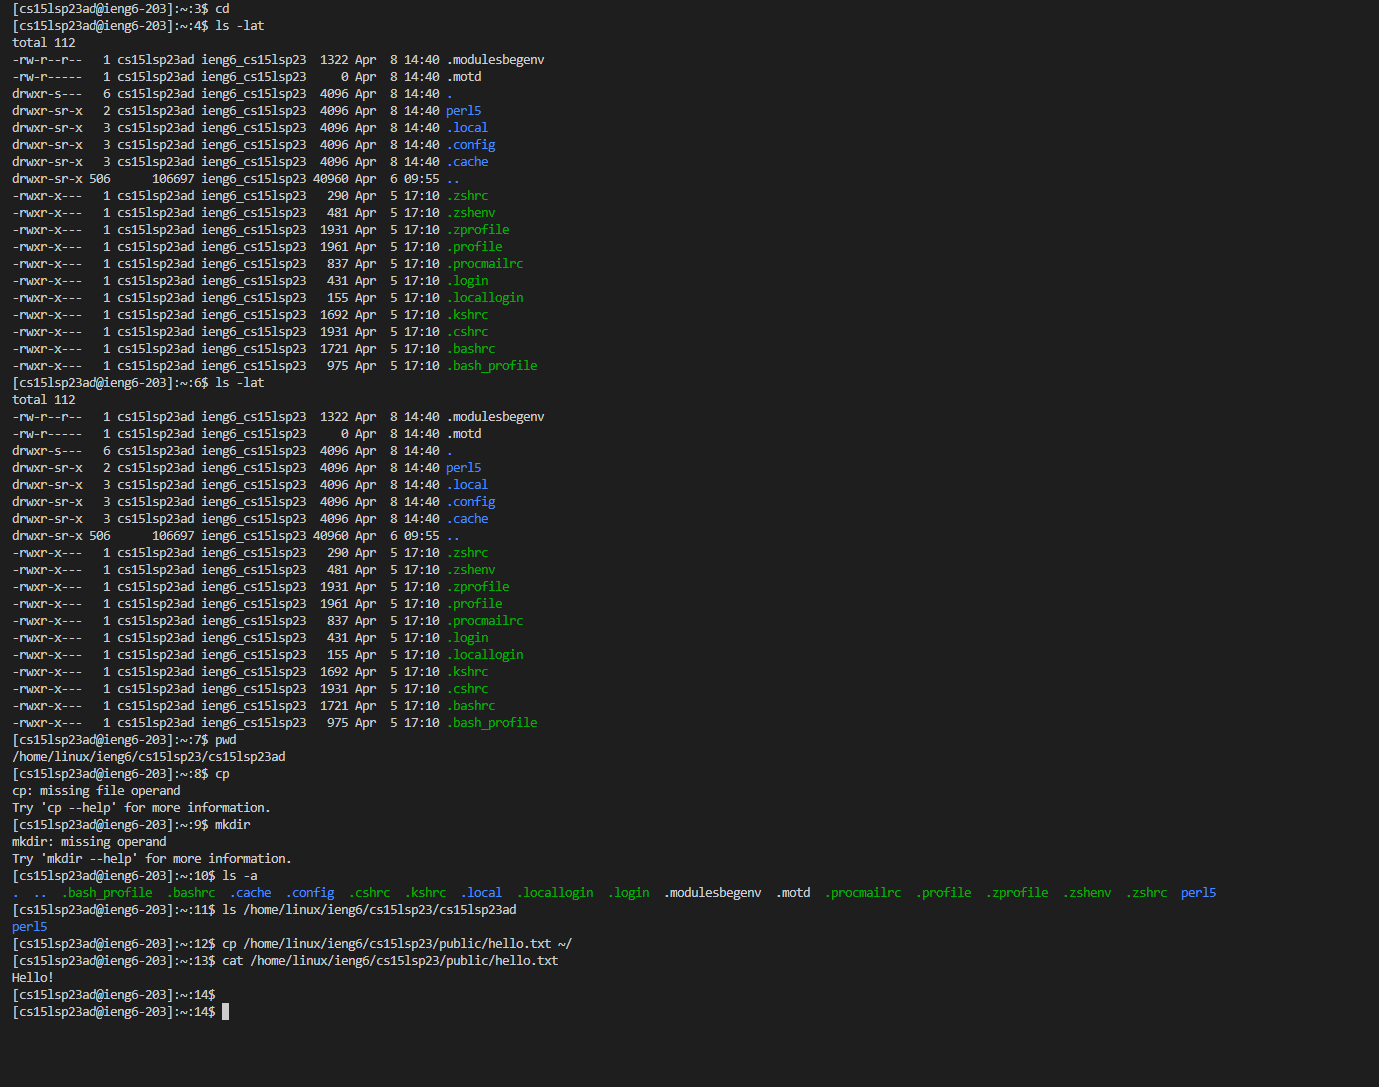 [cs15lsp23ad@ieng6-203]:~:3$ cd
[cs15lsp23ad@ieng6-203]:~:4$ ls -lat
total 112
-rw-r--r--   1 cs15lsp23ad ieng6_cs15lsp23  1322 Apr  8 14:40 .modulesbegenv
-rw-r-----   1 cs15lsp23ad ieng6_cs15lsp23     0 Apr  8 14:40 .motd
drwxr-s---   6 cs15lsp23ad ieng6_cs15lsp23  4096 Apr  8 14:40 .
drwxr-sr-x   2 cs15lsp23ad ieng6_cs15lsp23  4096 Apr  8 14:40 perl5
drwxr-sr-x   3 cs15lsp23ad ieng6_cs15lsp23  4096 Apr  8 14:40 .local
drwxr-sr-x   3 cs15lsp23ad ieng6_cs15lsp23  4096 Apr  8 14:40 .config
drwxr-sr-x   3 cs15lsp23ad ieng6_cs15lsp23  4096 Apr  8 14:40 .cache
drwxr-sr-x 506      106697 ieng6_cs15lsp23 40960 Apr  6 09:55 ..
-rwxr-x---   1 cs15lsp23ad ieng6_cs15lsp23   290 Apr  5 17:10 .zshrc
-rwxr-x---   1 cs15lsp23ad ieng6_cs15lsp23   481 Apr  5 17:10 .zshenv
-rwxr-x---   1 cs15lsp23ad ieng6_cs15lsp23  1931 Apr  5 17:10 .zprofile
-rwxr-x---   1 cs15lsp23ad ieng6_cs15lsp23  1961 Apr  5 17:10 .profile
-rwxr-x---   1 cs15lsp23ad ieng6_cs15lsp23   837 Apr  5 17:10 .procmailrc
-rwxr-x---   1 cs15lsp23ad ieng6_cs15lsp23   431 Apr  5 17:10 .login
-rwxr-x---   1 cs15lsp23ad ieng6_cs15lsp23   155 Apr  5 17:10 .locallogin
-rwxr-x---   1 cs15lsp23ad ieng6_cs15lsp23  1692 Apr  5 17:10 .kshrc
-rwxr-x---   1 cs15lsp23ad ieng6_cs15lsp23  1931 Apr  5 17:10 .cshrc
-rwxr-x---   1 cs15lsp23ad ieng6_cs15lsp23  1721 Apr  5 17:10 .bashrc
-rwxr-x---   1 cs15lsp23ad ieng6_cs15lsp23   975 Apr  5 17:10 .bash_profile
[cs15lsp23ad@ieng6-203]:~:6$ ls -lat
total 112
-rw-r--r--   1 cs15lsp23ad ieng6_cs15lsp23  1322 Apr  8 14:40 .modulesbegenv
-rw-r-----   1 cs15lsp23ad ieng6_cs15lsp23     0 Apr  8 14:40 .motd
drwxr-s---   6 cs15lsp23ad ieng6_cs15lsp23  4096 Apr  8 14:40 .
drwxr-sr-x   2 cs15lsp23ad ieng6_cs15lsp23  4096 Apr  8 14:40 perl5
drwxr-sr-x   3 cs15lsp23ad ieng6_cs15lsp23  4096 Apr  8 14:40 .local
drwxr-sr-x   3 cs15lsp23ad ieng6_cs15lsp23  4096 Apr  8 14:40 .config
drwxr-sr-x   3 cs15lsp23ad ieng6_cs15lsp23  4096 Apr  8 14:40 .cache
drwxr-sr-x 506      106697 ieng6_cs15lsp23 40960 Apr  6 09:55 ..
-rwxr-x---   1 cs15lsp23ad ieng6_cs15lsp23   290 Apr  5 17:10 .zshrc
-rwxr-x---   1 cs15lsp23ad ieng6_cs15lsp23   481 Apr  5 17:10 .zshenv
-rwxr-x---   1 cs15lsp23ad ieng6_cs15lsp23  1931 Apr  5 17:10 .zprofile
-rwxr-x---   1 cs15lsp23ad ieng6_cs15lsp23  1961 Apr  5 17:10 .profile
-rwxr-x---   1 cs15lsp23ad ieng6_cs15lsp23   837 Apr  5 17:10 .procmailrc
-rwxr-x---   1 cs15lsp23ad ieng6_cs15lsp23   431 Apr  5 17:10 .login
-rwxr-x---   1 cs15lsp23ad ieng6_cs15lsp23   155 Apr  5 17:10 .locallogin
-rwxr-x---   1 cs15lsp23ad ieng6_cs15lsp23  1692 Apr  5 17:10 .kshrc
-rwxr-x---   1 cs15lsp23ad ieng6_cs15lsp23  1931 Apr  5 17:10 .cshrc
-rwxr-x---   1 cs15lsp23ad ieng6_cs15lsp23  1721 Apr  5 17:10 .bashrc
-rwxr-x---   1 cs15lsp23ad ieng6_cs15lsp23   975 Apr  5 17:10 .bash_profile
[cs15lsp23ad@ieng6-203]:~:7$ pwd
/home/linux/ieng6/cs15lsp23/cs15lsp23ad
[cs15lsp23ad@ieng6-203]:~:8$ cp
cp: missing file operand
Try 'cp --help' for more information.
[cs15lsp23ad@ieng6-203]:~:9$ mkdir
mkdir: missing operand
Try 'mkdir --help' for more information.
[cs15lsp23ad@ieng6-203]:~:10$ ls -a
.  ..  .bash_profile  .bashrc  .cache  .config  .cshrc  .kshrc  .local  .locallogin  .login  .modulesbegenv  .motd  .procmailrc  .profile  .zprofile  .zshenv  .zshrc  perl5
[cs15lsp23ad@ieng6-203]:~:11$ ls /home/linux/ieng6/cs15lsp23/cs15lsp23ad
perl5
[cs15lsp23ad@ieng6-203]:~:12$ cp /home/linux/ieng6/cs15lsp23/public/hello.txt ~/
[cs15lsp23ad@ieng6-203]:~:13$ cat /home/linux/ieng6/cs15lsp23/public/hello.txt
Hello!
[cs15lsp23ad@ieng6-203]:~:14$
[cs15lsp23ad@ieng6-203]:~:14$